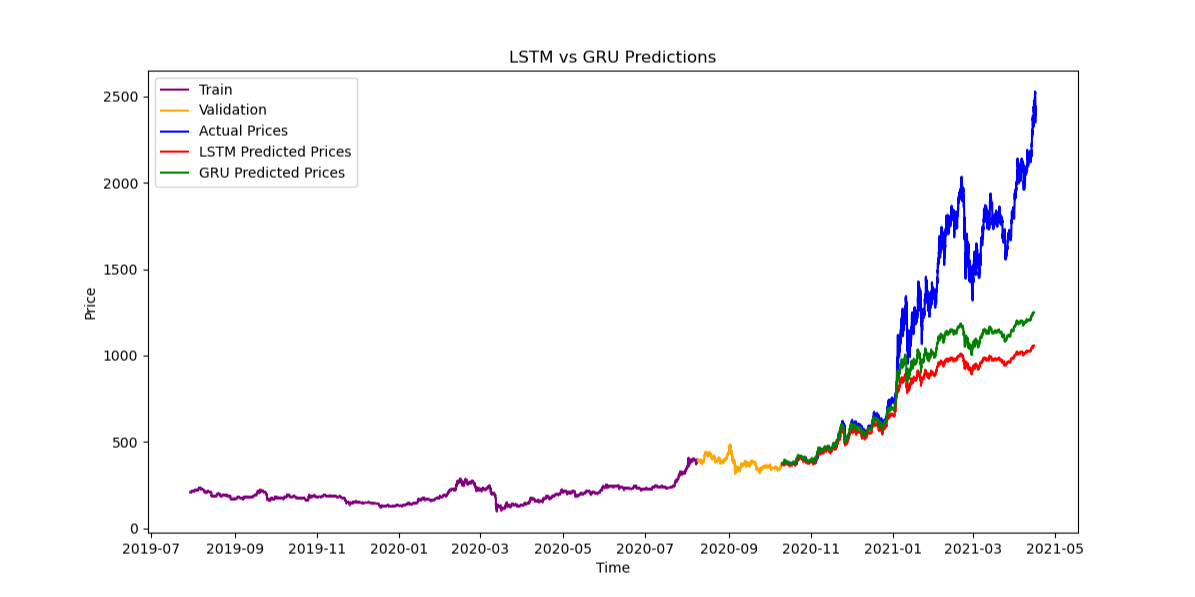 LSTM vs GRU Predictions
Train
Validation
Actual Prices
LSTM Predicted Prices
GRU Predicted Prices
2500
2000
1500
1000
500
0
Price
2019-07 2019-09 2019-11 2020-01 2020-03 2020-05 2020-07 2020-09 2020-11 2021-01 2021-03 2021-05
Time